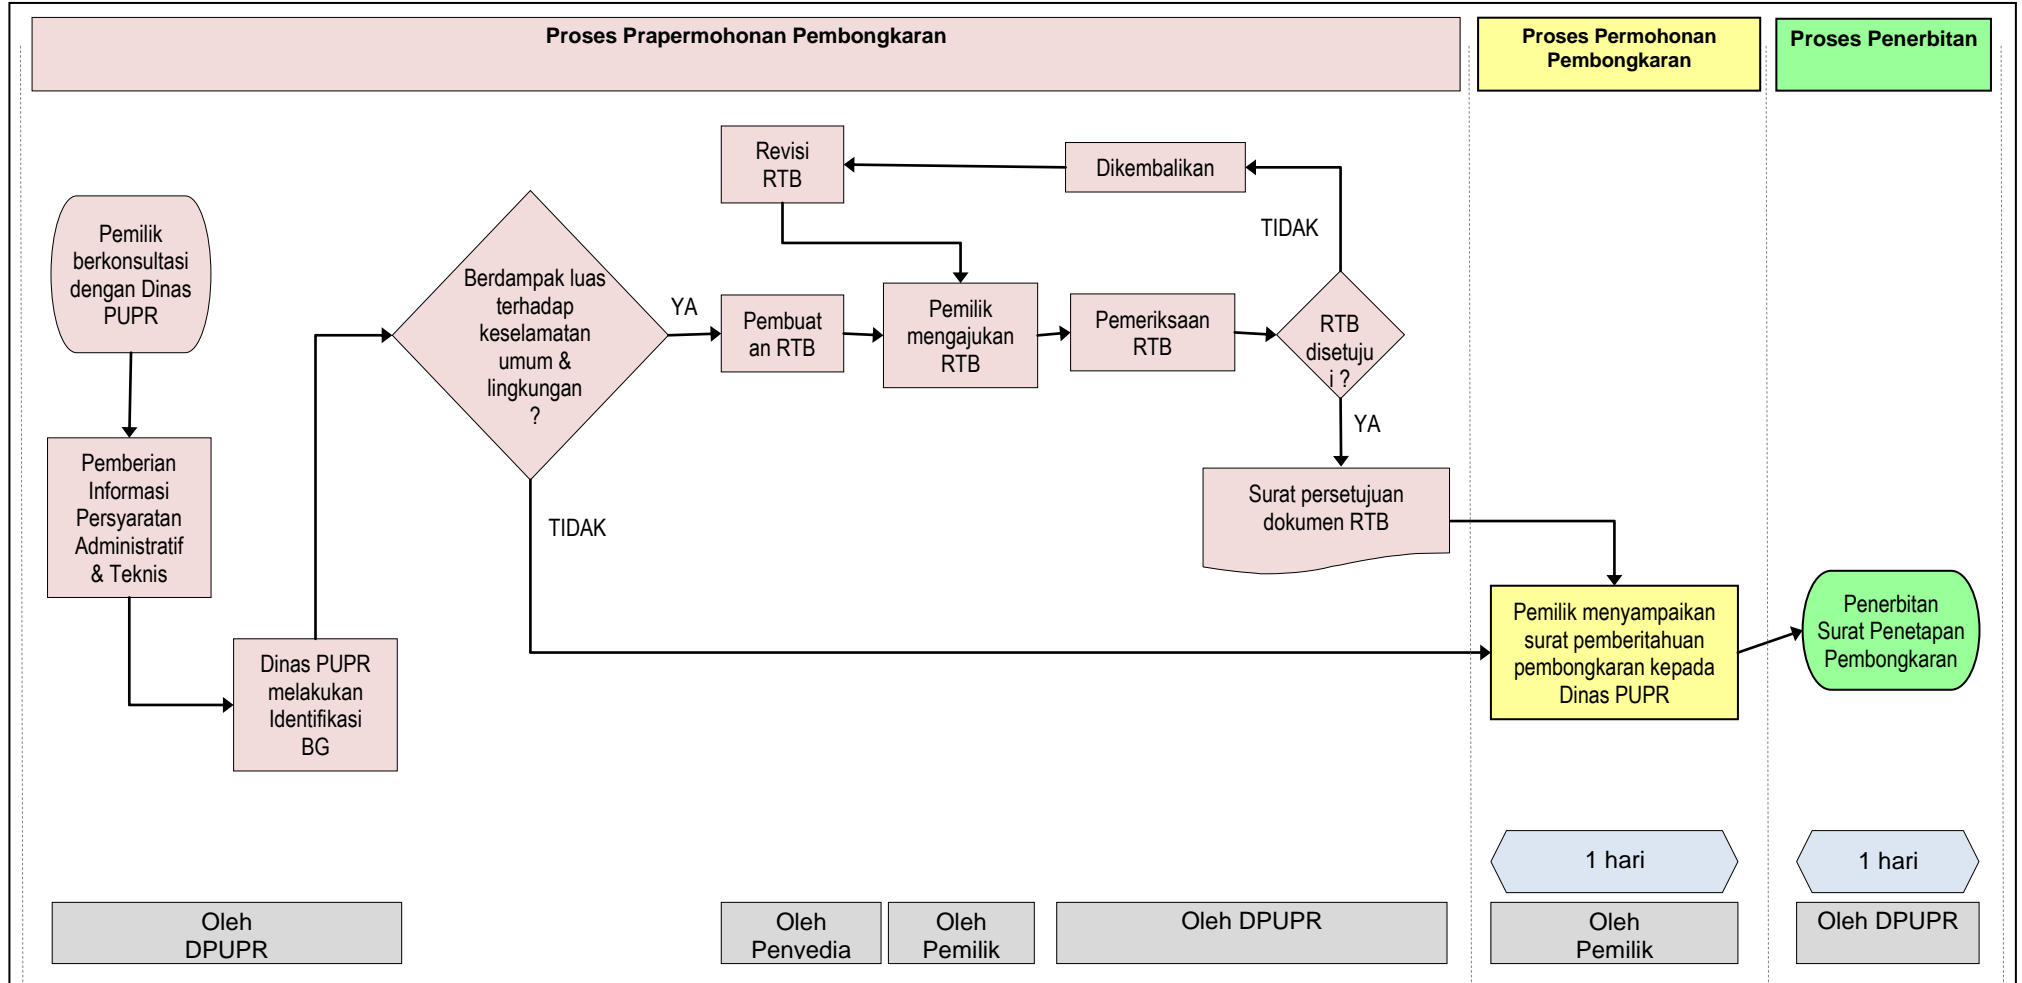 Proses Prapermohonan Pembongkaran
Proses Permohonan
Pembongkaran
Proses Penerbitan
Pemilik
berkonsultasi
dengan Dinas
PUPR
Pemberian
Informasi
Persyaratan
Administratif
& Teknis
Dinas PUPR
melakukan
Identifikasi
BG
Berdampak luas
terhadap
keselamatan
umum &
lingkungan
?
YA
TIDAK
Pembuat
an RTB
Revisi
RTB
Pemilik
mengajukan
RTB
Dikembalikan
Pemeriksaan
RTB
TIDAK
RTB
disetuju
i ?
YA
Surat persetujuan
dokumen RTB
Pemilik menyampaikan
surat pemberitahuan
pembongkaran kepada
Dinas PUPR
Penerbitan
Surat Penetapan
Pembongkaran
1 hari
1 hari
Oleh
DPUPR
Oleh
Penyedia
Oleh
Pemilik
Oleh DPUPR
Oleh
Pemilik
Oleh DPUPR